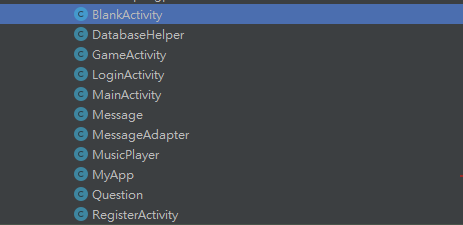 BlankActivity
DatabaseHelper
GameActivity
LoginActivity
MainActivity
Message
MessageAdapter
MusicPlayer
MyApp
Question
RegisterActivity